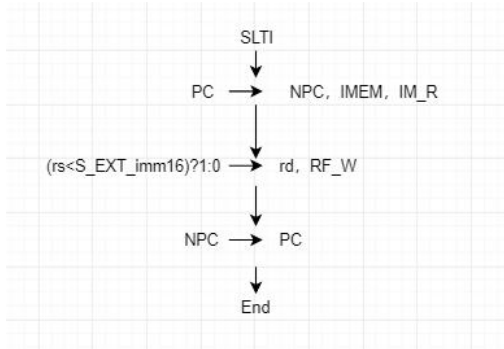 SLTI
PC NPC, IMEM, IM_R
(rs<S_EXT_imm16)?1:0 rd, RF_W
NPC PC
End